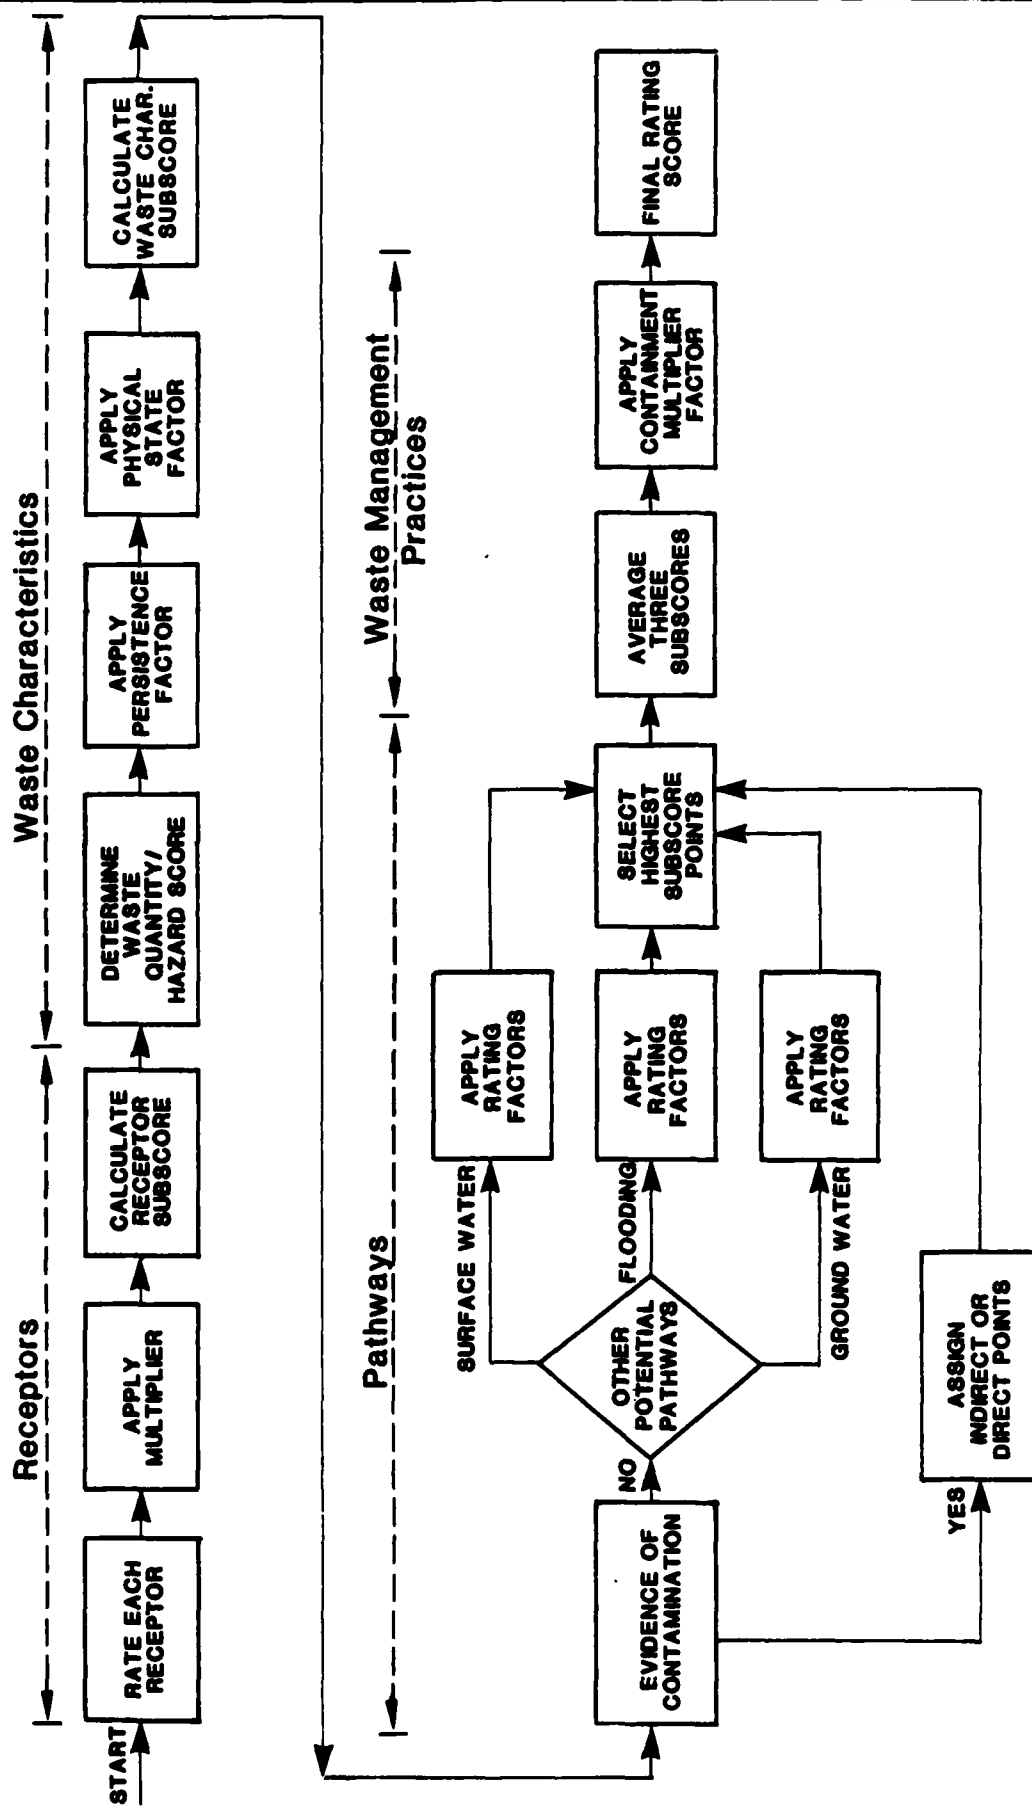 Receptors
Waste Characteristics
START
RATE EACH
RECEPTOR
APPLY
MULTIPLIER
CALCULATE
RECEPTOR
SUBSCORE
DETERMINE
WASTE
QUANTITY/
HAZARD SCORE
APPLY
PERSISTENCE
FACTOR
APPLY
PHYSICAL
STATE
FACTOR
CALCULATE
WASTE CHAR.
SUBSCORE
Pathways
Waste Management
Practices
EVIDENCE OF
CONTAMINATION
NO
YES
OTHER
POTENTIAL
PATHWAYS
SURFACE WATER
APPLY
RATING
FACTORS
FLOODING
APPLY
RATING
FACTORS
GROUND WATER
APPLY
RATING
FACTORS
ASSIGN
INDIRECT OR
DIRECT POINTS
SELECT
HIGHEST
SUBSCORE
POINTS
AVERAGE
THREE
SUBSCORES
APPLY
CONTAINMENT
MULTIPLIER
FACTOR
FINAL RATING
SCORE